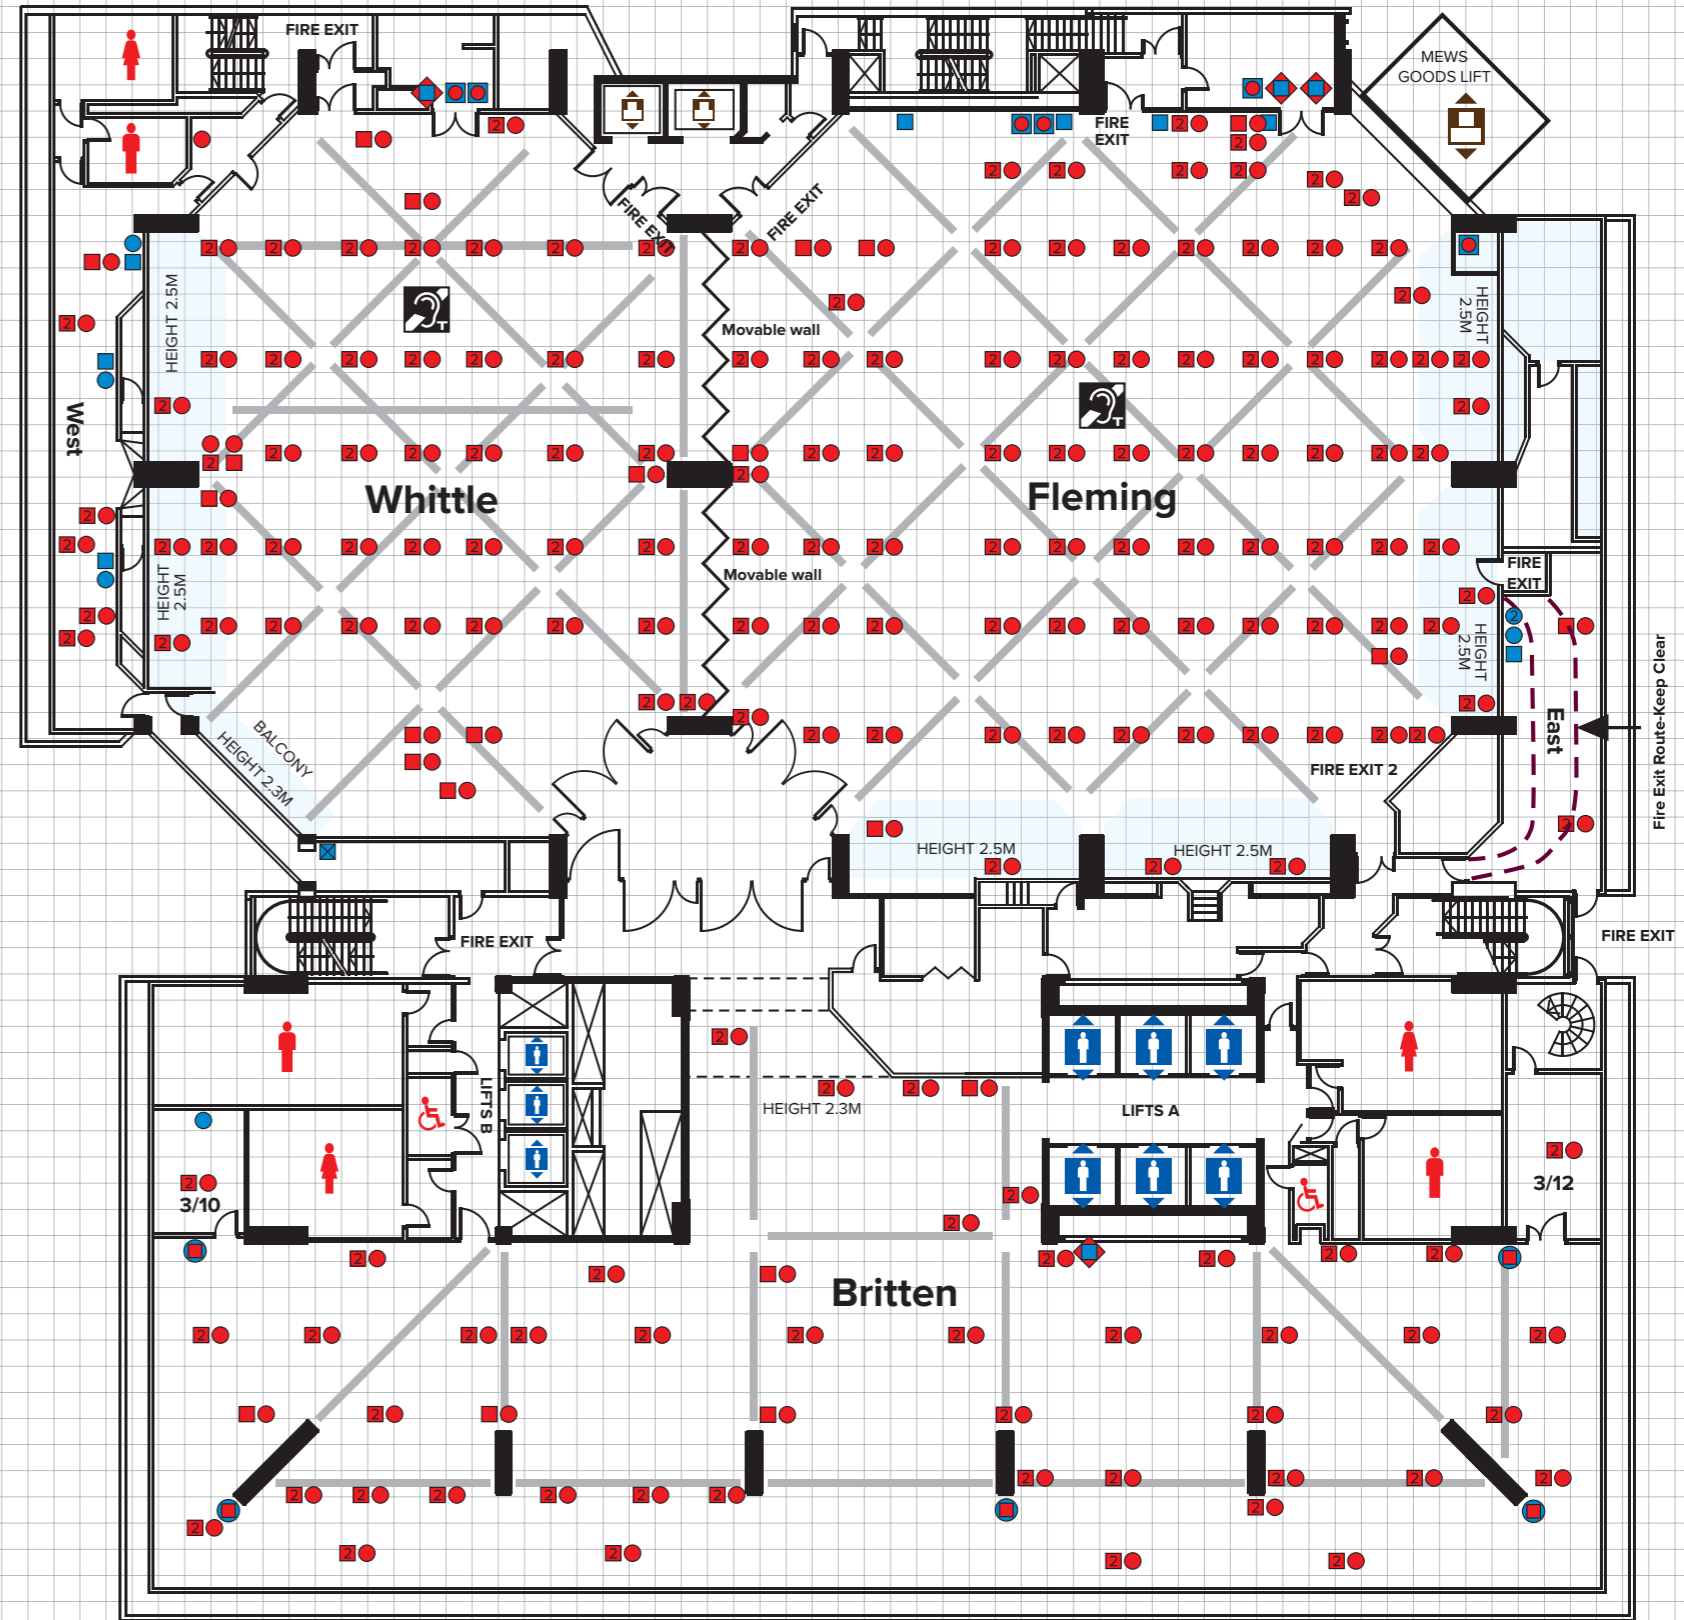 FIRE EXIT
MEWS
GOODS LIFT
FIRE
EXIT
FIRE EXIT
FIRE EXIT
HEIGHT 2.5M
HEIGHT
2.5M
Movable wall
West
Whittle
Fleming
Movable wall
HEIGHT
2.5M
FIRE
EXIT
HEIGHT
2.5M
East
Fire Exit Route-Keep Clear
BALCONY
HEIGHT 2.3M
FIRE EXIT 2
HEIGHT 2.5M
HEIGHT 2.5M
FIRE EXIT
FIRE EXIT
LIFTS B
HEIGHT 2.3M
LIFTS A
3/10
3/12
Britten